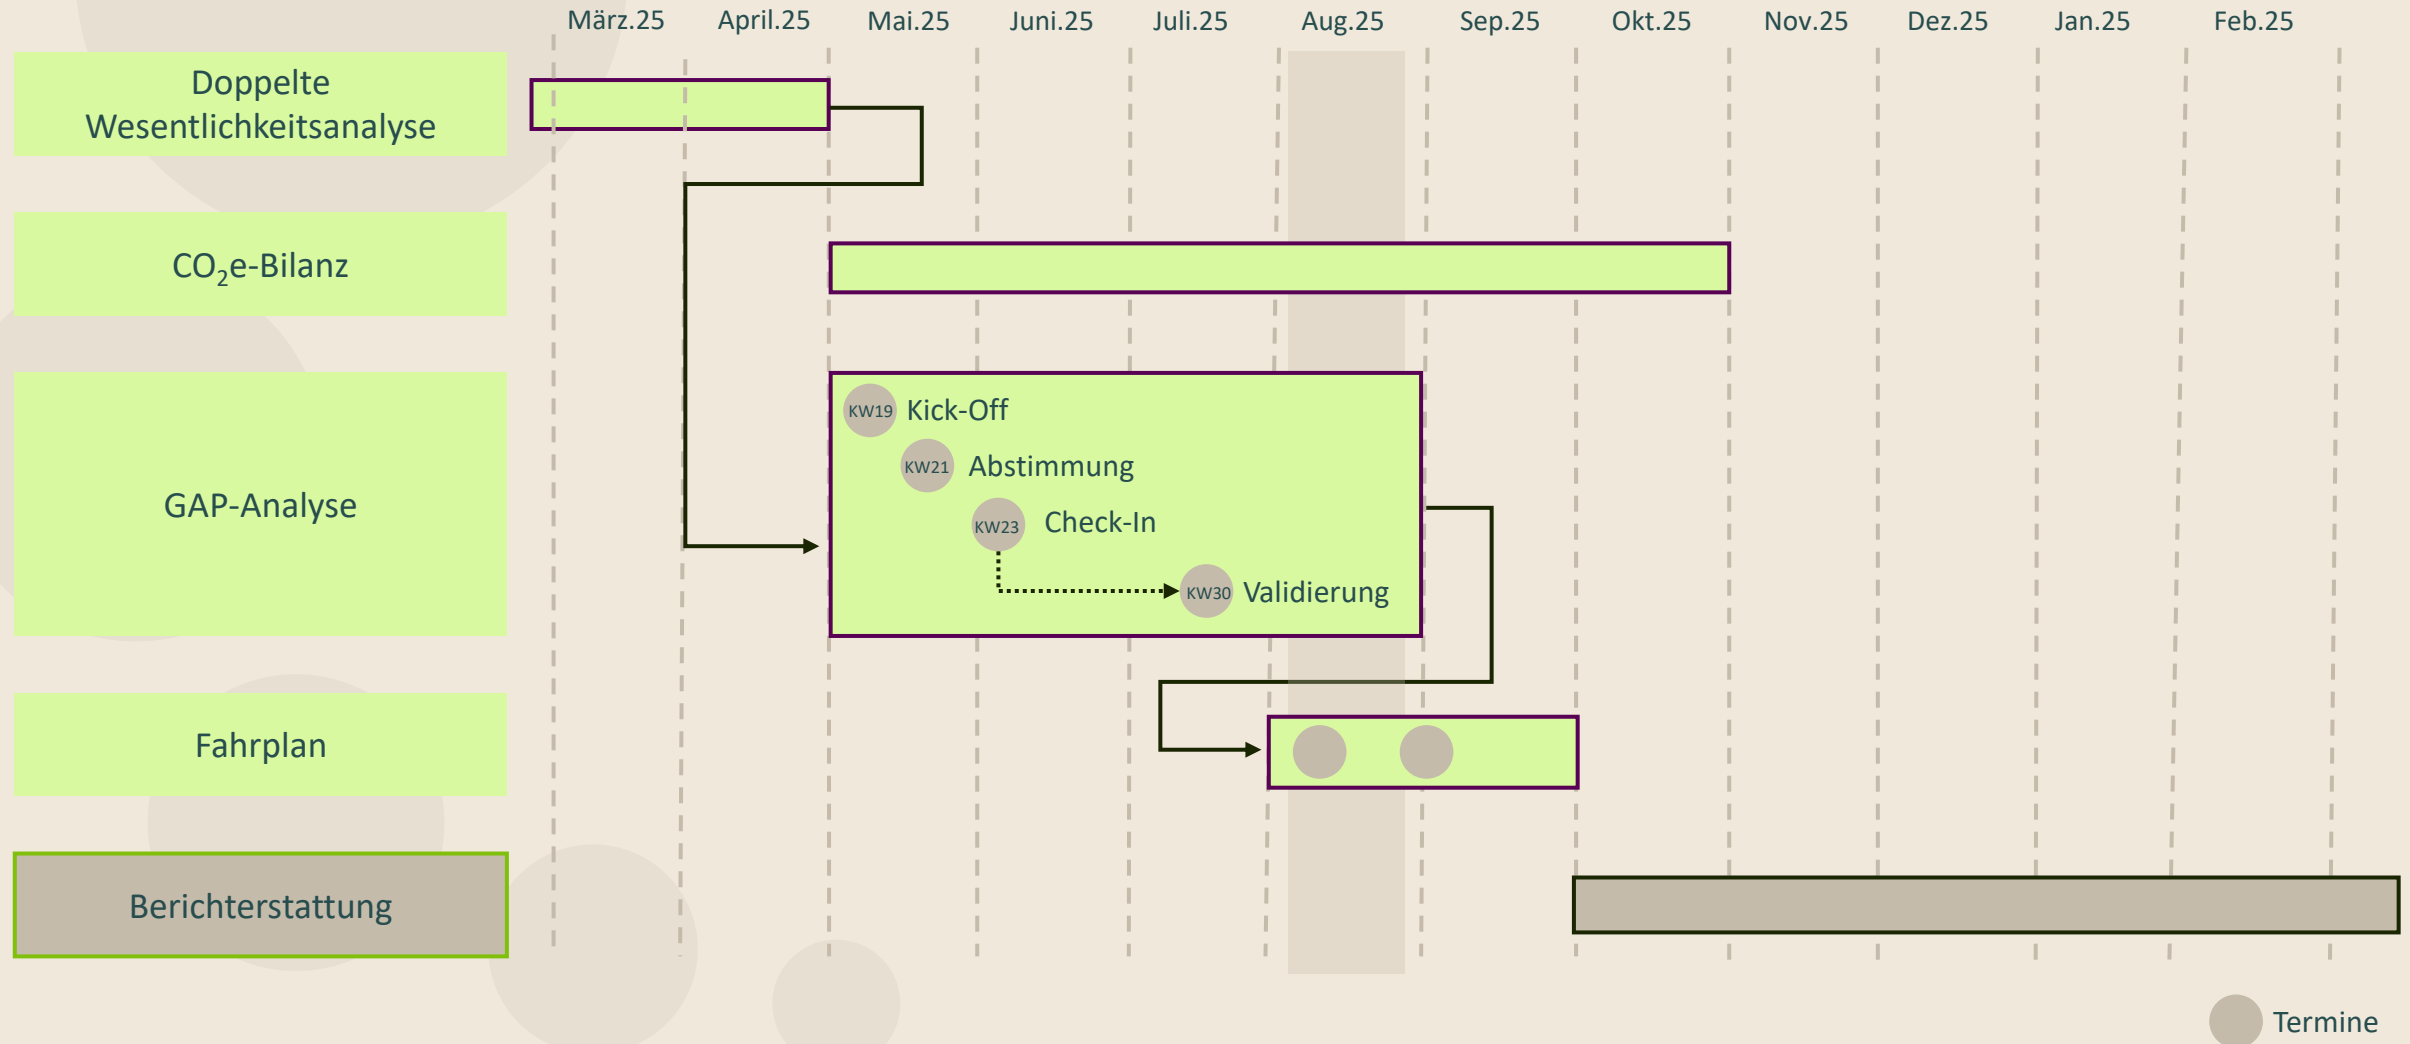 März.25 April.25 Mai.25 Juni.25 Juli.25 Aug.25 Sep.25 Okt.25 Nov.25 Dez.25 Jan.25 Feb.25
Doppelte
Wesentlichkeitsanalyse
CO₂e-Bilanz
GAP-Analyse
KW19 Kick-Off
KW21 Abstimmung
KW23 Check-In
KW30 Validierung
Fahrplan
Berichterstattung
Termine